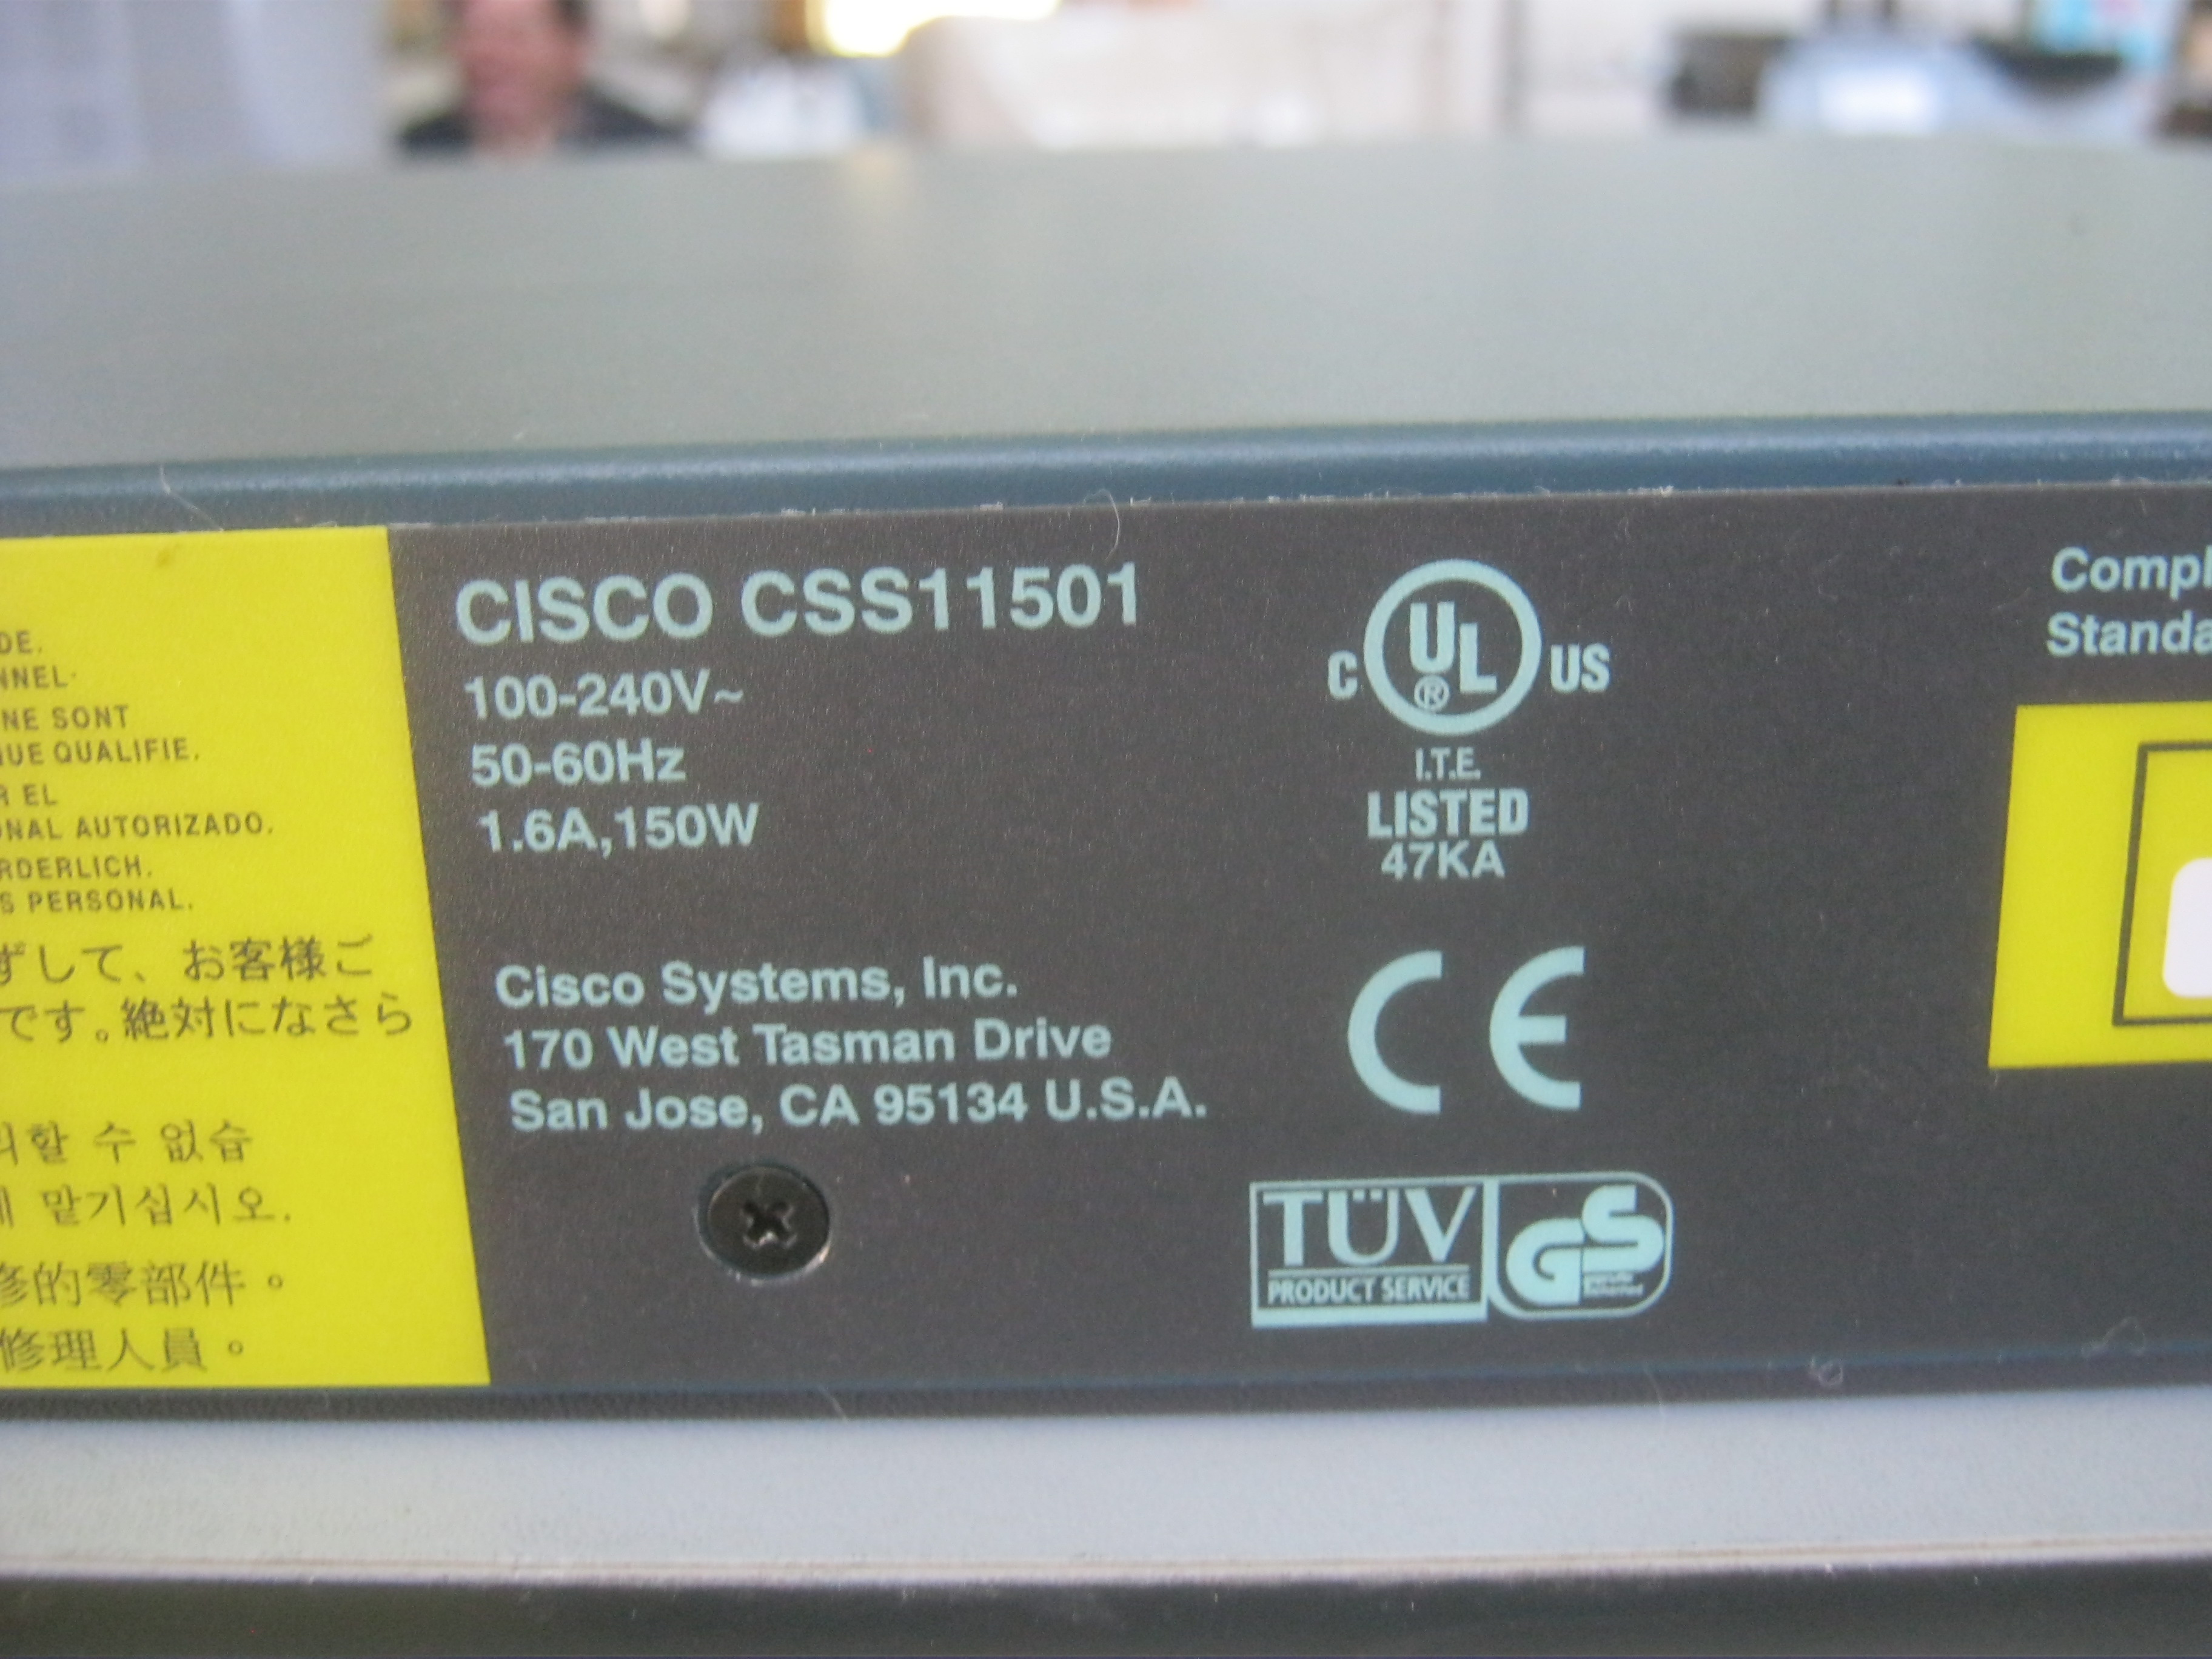 DE.
NNEL.
NE SONT
QUE QUALIFIE.
R EL
ONAL AUTORIZADO.
RDERLICH.
S PERSONAL.
ずして、お客様ご
です。絶対になさら
할 수 없습
맡기십시오.
修的零部件。
修理人員。
CISCO CSS11501
100-240V~
50-60Hz
1.6A,150W
Cisco Systems, Inc.
170 West Tasman Drive
San Jose, CA 95134 U.S.A.
C UL ® US
I.T.E.
LISTED
47KA
CE
TÜV
PRODUCT SERVICE
GS
Compl
Standa